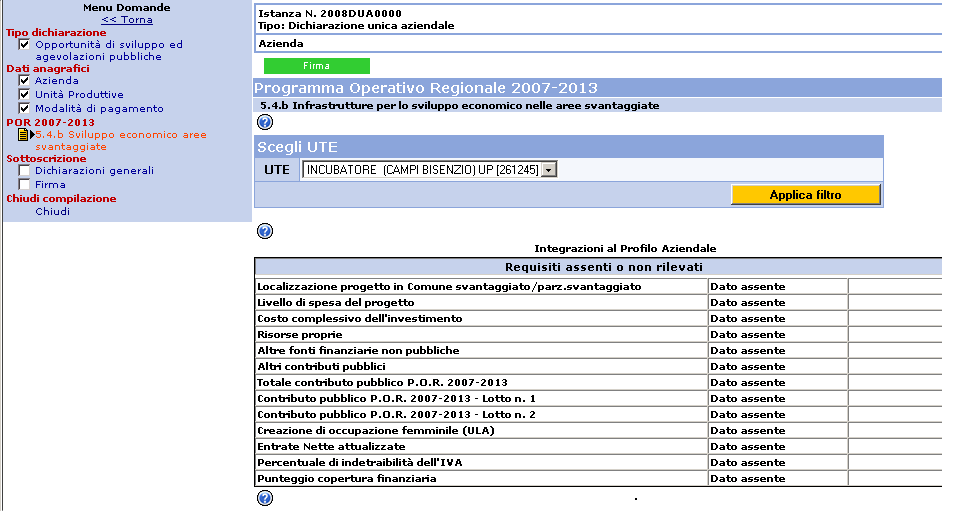 Menu Domande
<< Torna
Tipo dichiarazione
Opportunità di sviluppo ed
agevolazioni pubbliche
Dati anagrafici
Azienda
Unità Produttive
Modalità di pagamento
POR 2007-2013
5.4.b Sviluppo economico aree
svantaggiate
Sottoscrizione
Dichiarazioni generali
Firma
Chiudi compilazione
Chiudi
Istanza N. 2008DUA0000
Tipo: Dichiarazione unica aziendale
Azienda
Firma
Programma Operativo Regionale 2007-2013
5.4.b Infrastrutture per lo sviluppo economico nelle aree svantaggiate
?
Scegli UTE
UTE INCUBATORE (CAMPI BISENZIO) UP [261245]
Applica filtro
?
Integrazioni al Profilo Aziendale
Requisiti assenti o non rilevati
Localizzazione progetto in Comune svantaggiato/parz.svantaggiato Dato assente
Livello di spesa del progetto Dato assente
Costo complessivo dell'investimento Dato assente
Risorse proprie Dato assente
Altre fonti finanziarie non pubbliche Dato assente
Altri contributi pubblici Dato assente
Totale contributo pubblico P.O.R. 2007-2013 Dato assente
Contributo pubblico P.O.R. 2007-2013 - Lotto n. 1 Dato assente
Contributo pubblico P.O.R. 2007-2013 - Lotto n. 2 Dato assente
Creazione di occupazione femminile (ULA) Dato assente
Entrate Nette attualizzate Dato assente
Percentuale di indetraibilità dell'IVA Dato assente
Punteggio copertura finanziaria Dato assente
?